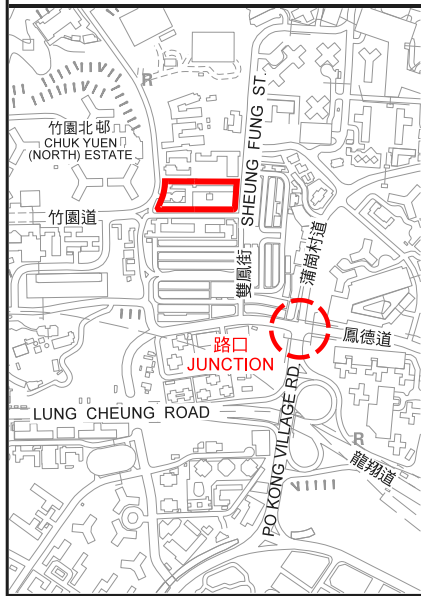 R
SHEUNG FUNG ST.
竹園北邨
CHUK YUEN
(NORTH) ESTATE
竹園道
雙鳳街
蒲崗村道
路口
JUNCTION
鳳德道
LUNG CHEUNG ROAD
PO KONG VILLAGE RD.
R
龍翔道